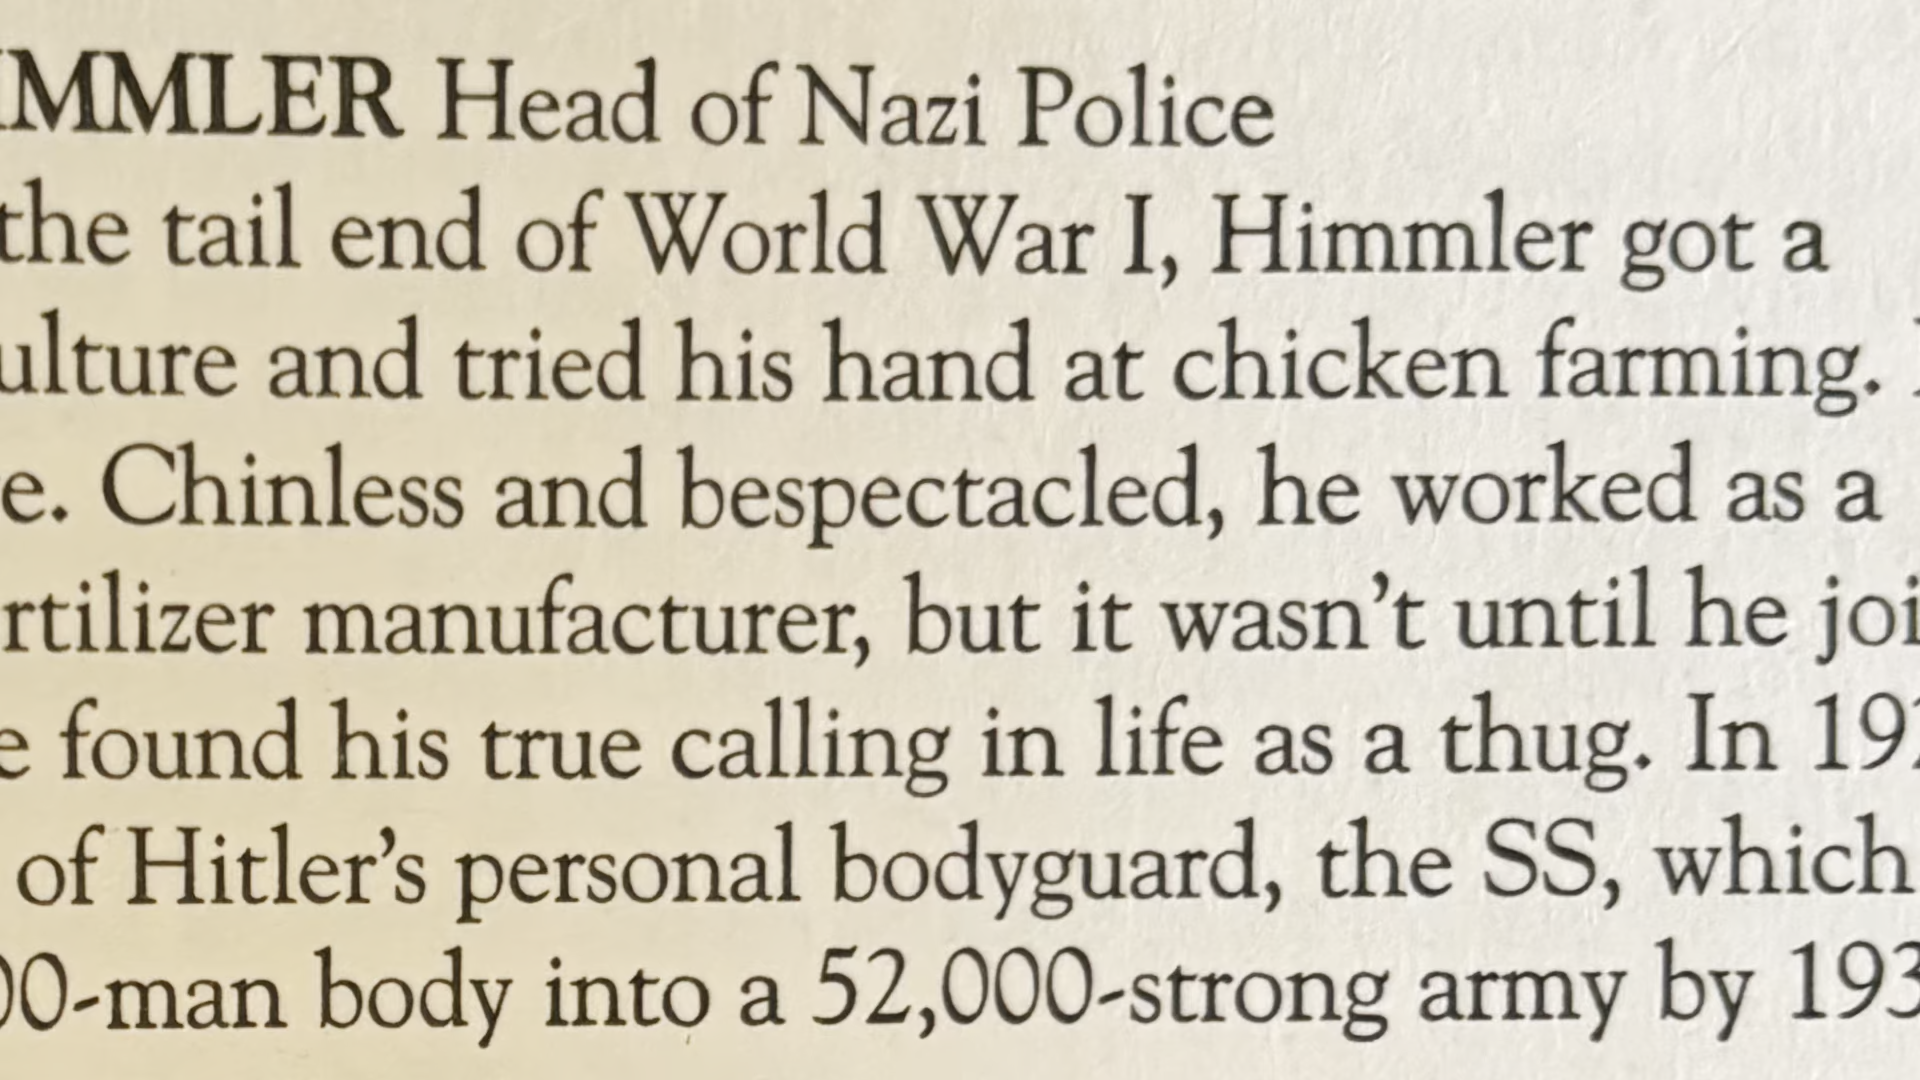 IMMLER Head of Nazi Police
the tail end of World War I, Himmler got a
ulture and tried his hand at chicken farming.
e. Chinless and bespectacled, he worked as a
rtilizer manufacturer, but it wasn’t until he joi
e found his true calling in life as a thug. In 192
of Hitler’s personal bodyguard, the SS, which
00-man body into a 52,000-strong army by 193